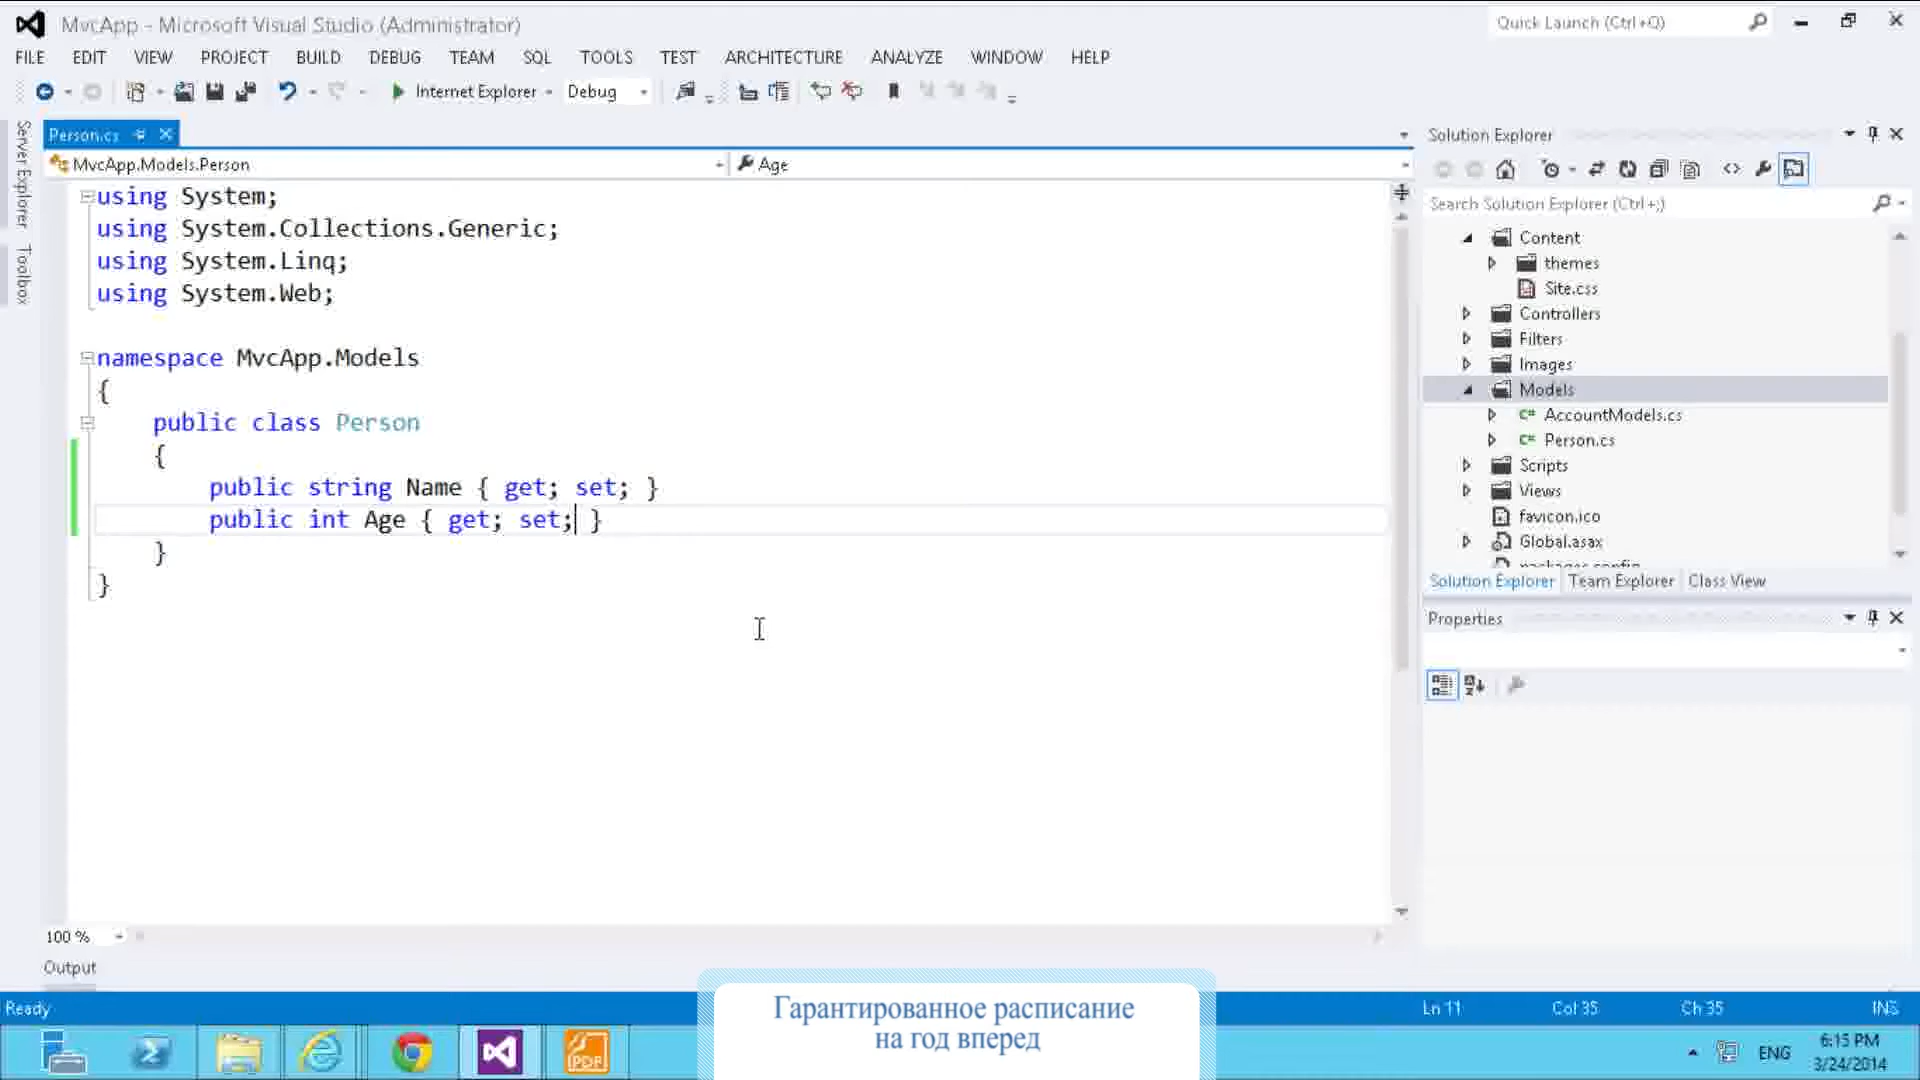 MvcApp - Microsoft Visual Studio (Administrator)
Quick Launch (Ctrl+Q)
FILE EDIT VIEW PROJECT BUILD DEBUG TEAM SQL TOOLS TEST ARCHITECTURE ANALYZE WINDOW HELP
Internet Explorer Debug
Server Explorer
Toolbox
Person.cs
MvcApp.Models.Person
Age
using System;
using System.Collections.Generic;
using System.Linq;
using System.Web;
namespace MvcApp.Models
{
public class Person
{
public string Name { get; set; }
public int Age { get; set; }
}
}
100 %
Output
Solution Explorer
Search Solution Explorer (Ctrl+;)
Content
themes
Site.css
Controllers
Filters
Images
Models
C# AccountModels.cs
C# Person.cs
Scripts
Views
favicon.ico
Global.asax
packages.config
Solution Explorer Team Explorer Class View
Properties
Ready
Ln 11 Col 35 Ch 35 INS
Гарантированное расписание
на год вперед
PDF
ENG
6:15 PM
3/24/2014